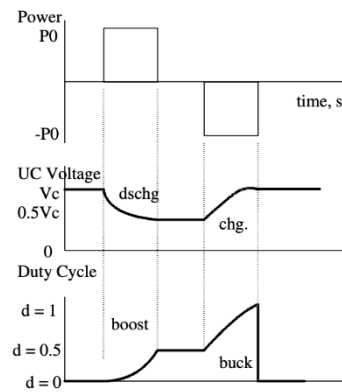 Power
P0
time, s
-P0
UC Voltage
Vc
dschg
0.5Vc
chg.
0
Duty Cycle
d = 1
boost
d = 0.5
buck
d = 0